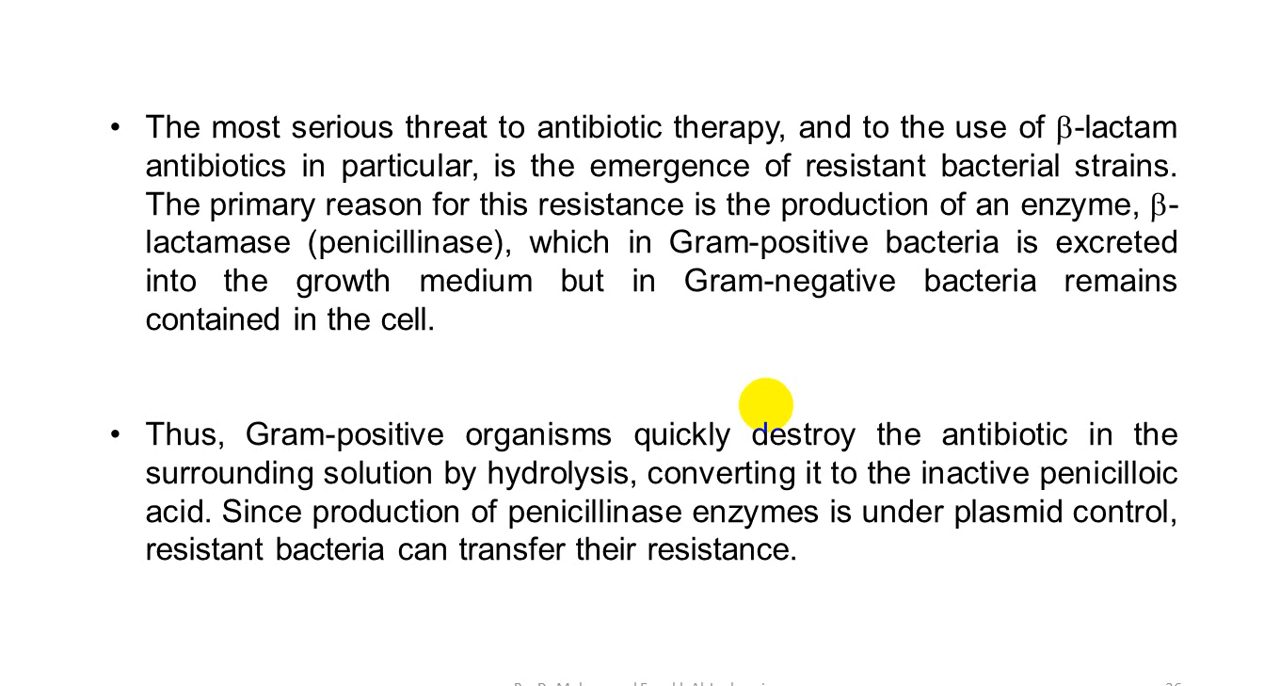 • The most serious threat to antibiotic therapy, and to the use of β-lactam
antibiotics in particular, is the emergence of resistant bacterial strains.
The primary reason for this resistance is the production of an enzyme, β-
lactamase (penicillinase), which in Gram-positive bacteria is excreted
into the growth medium but in Gram-negative bacteria remains
contained in the cell.
• Thus, Gram-positive organisms quickly destroy the antibiotic in the
surrounding solution by hydrolysis, converting it to the inactive penicilloic
acid. Since production of penicillinase enzymes is under plasmid control,
resistant bacteria can transfer their resistance.